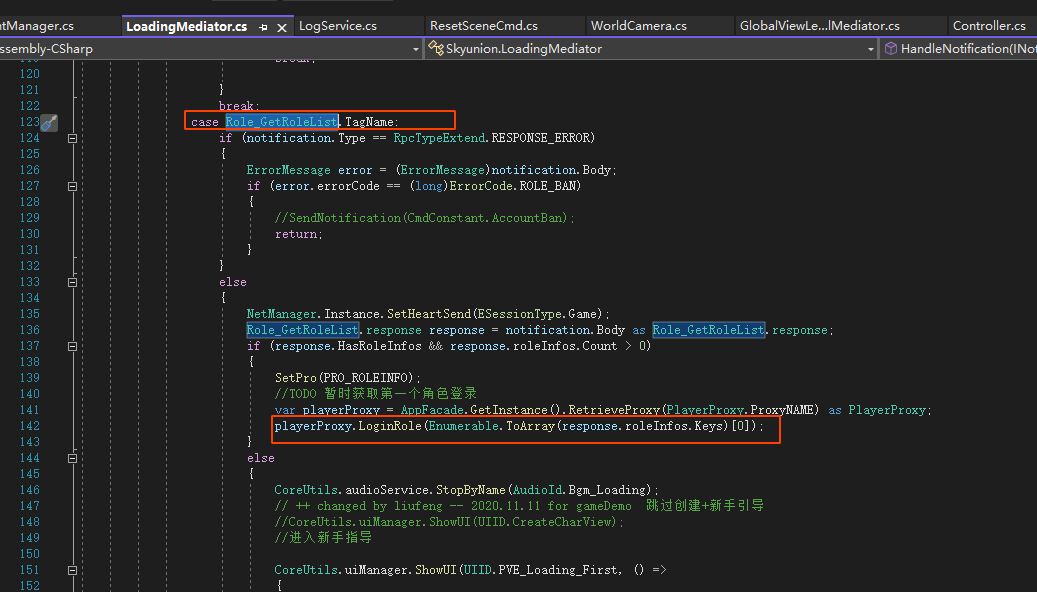 ntManager.cs LoadingMediator.cs LogService.cs ResetSceneCmd.cs WorldCamera.cs GlobalViewLe...lMediator.cs Controller.cs
ssembly-CSharp Skyunion.LoadingMediator HandleNotification(INot
119 break;
120
121 }
122 break;
123 case Role_GetRoleList.TagName:
124 if (notification.Type == RpcTypeExtend.RESPONSE_ERROR)
125 {
126 ErrorMessage error = (ErrorMessage)notification.Body;
127 if (error.errorCode == (long)ErrorCode.ROLE_BAN)
128 {
129 //SendNotification(CmdConstant.AccountBan);
130 return;
131 }
132 }
133 else
134 {
135 NetManager.Instance.SetHeartSend(ESessionType.Game);
136 Role_GetRoleList.response response = notification.Body as Role_GetRoleList.response;
137 if (response.HasRoleInfos && response.roleInfos.Count > 0)
138 {
139 SetPro(PRO_ROLEINFO);
140 //TODO 暂时获取第一个角色登录
141 var playerProxy = AppFacade.GetInstance().RetrieveProxy(PlayerProxy.ProxyNAME) as PlayerProxy;
142 playerProxy.LoginRole(Enumerable.ToArray(response.roleInfos.Keys)[0]);
143 }
144 else
145 {
146 CoreUtils.audioService.StopByName(AudioId.Bgm_Loading);
147 // ++ changed by liufeng -- 2020.11.11 for gameDemo 跳过创建+新手引导
148 //CoreUtils.uiManager.ShowUI(UIID.CreateCharView);
149 //进入新手指导
150
151 CoreUtils.uiManager.ShowUI(UIID.PVE_Loading_First, () =>
152 {